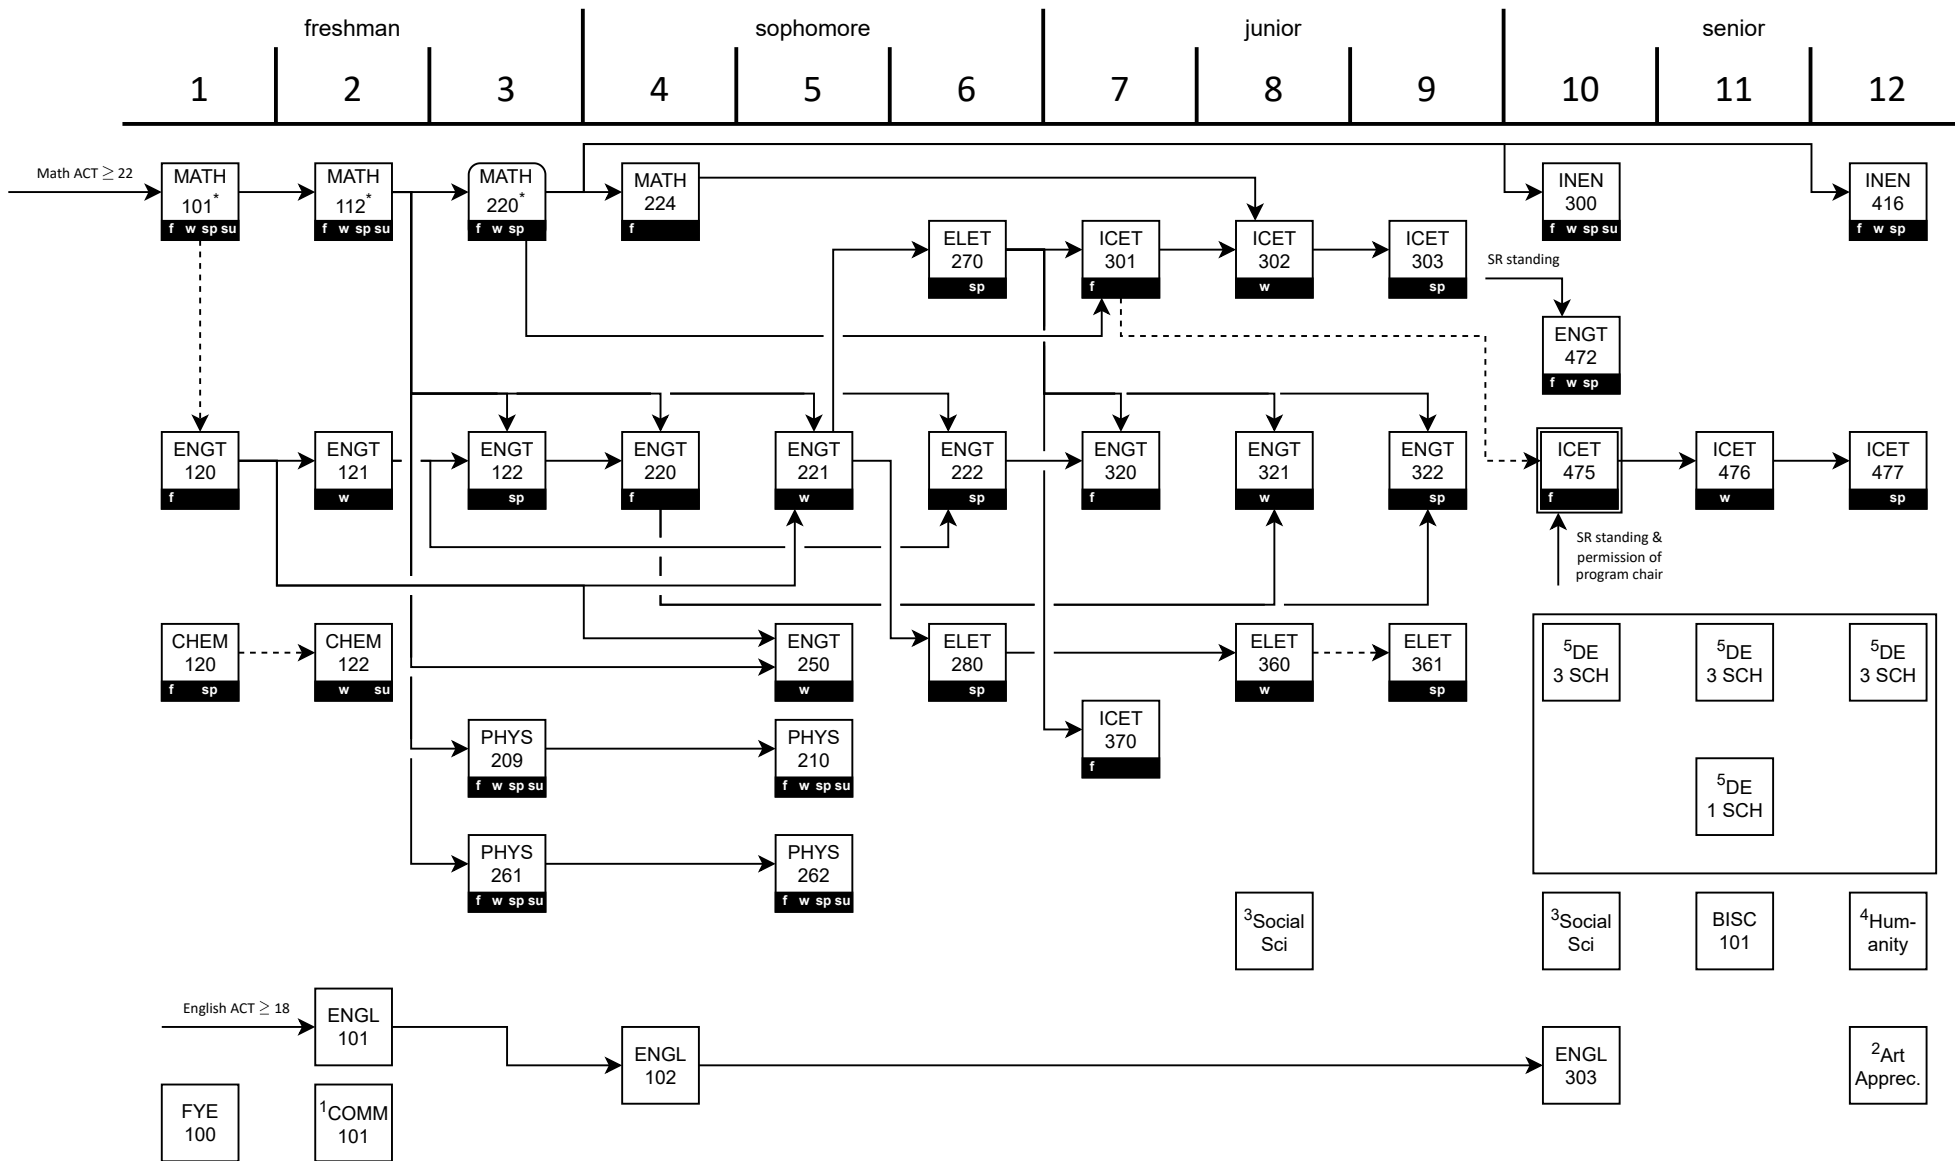 freshman
sophomore
junior
senior
1 2 3 4 5 6 7 8 9 10 11 12
Math ACT ≥ 22
MATH
101*
f w sp su
MATH
112*
f w sp su
MATH
220*
f w sp
MATH
224
f
INEN
300
f w sp su
INEN
416
f w sp
ELET
270
sp
ICET
301
f
ICET
302
w
ICET
303
sp
SR standing
ENGT
472
f w sp
ENGT
120
f
ENGT
121
w
ENGT
122
sp
ENGT
220
f
ENGT
221
w
ENGT
222
sp
ENGT
320
f
ENGT
321
w
ENGT
322
sp
ICET
475
f
ICET
476
w
ICET
477
sp
SR standing &
permission of
program chair
CHEM
120
f sp
CHEM
122
w su
ENGT
250
w
ELET
280
sp
ELET
360
w
ELET
361
sp
5DE
3 SCH
5DE
3 SCH
5DE
3 SCH
PHYS
209
f w sp su
PHYS
210
f w sp su
ICET
370
f
5DE
1 SCH
PHYS
261
f w sp su
PHYS
262
f w sp su
3Social
Sci
3Social
Sci
BISC
101
4Hum-
anity
English ACT ≥ 18
ENGL
101
ENGL
102
ENGL
303
2Art
Apprec.
FYE
100
1COMM
101